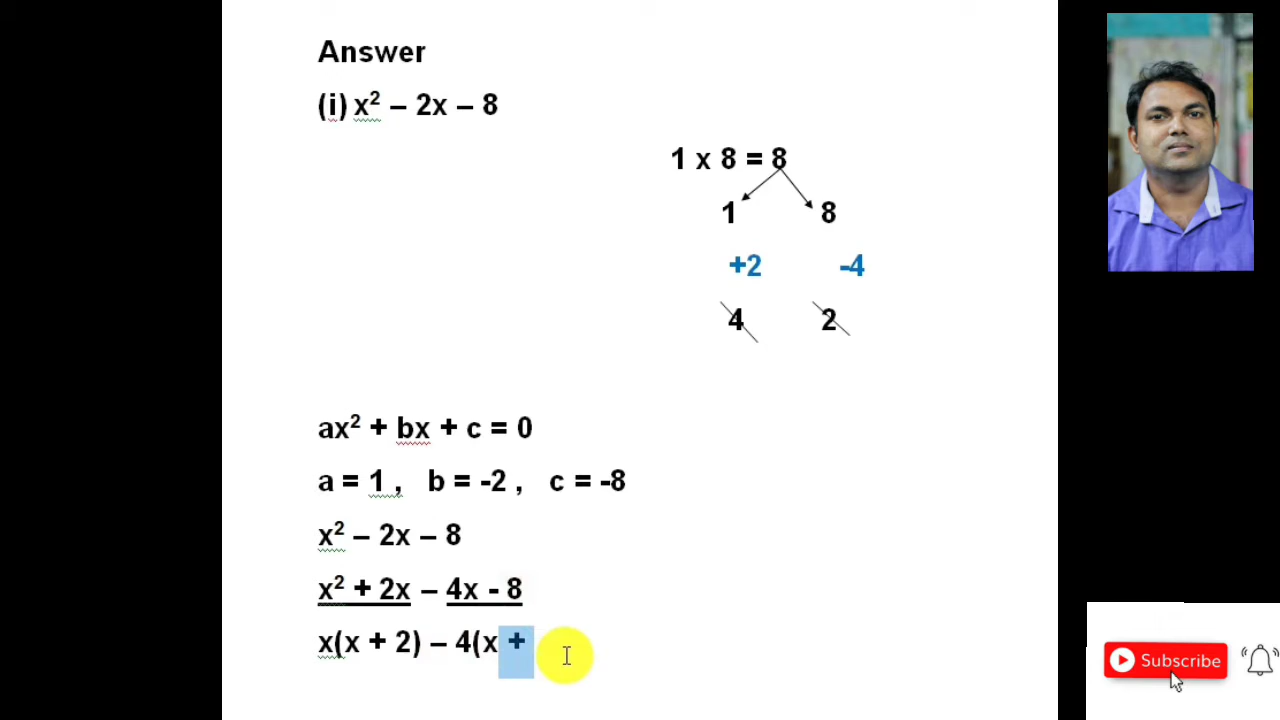 Answer
(i) x² – 2x – 8
1 x 8 = 8
1 8
+2 -4
4 2
ax² + bx + c = 0
a = 1 , b = -2 , c = -8
x² – 2x – 8
x² + 2x – 4x - 8
x(x + 2) – 4(x +
Subscribe